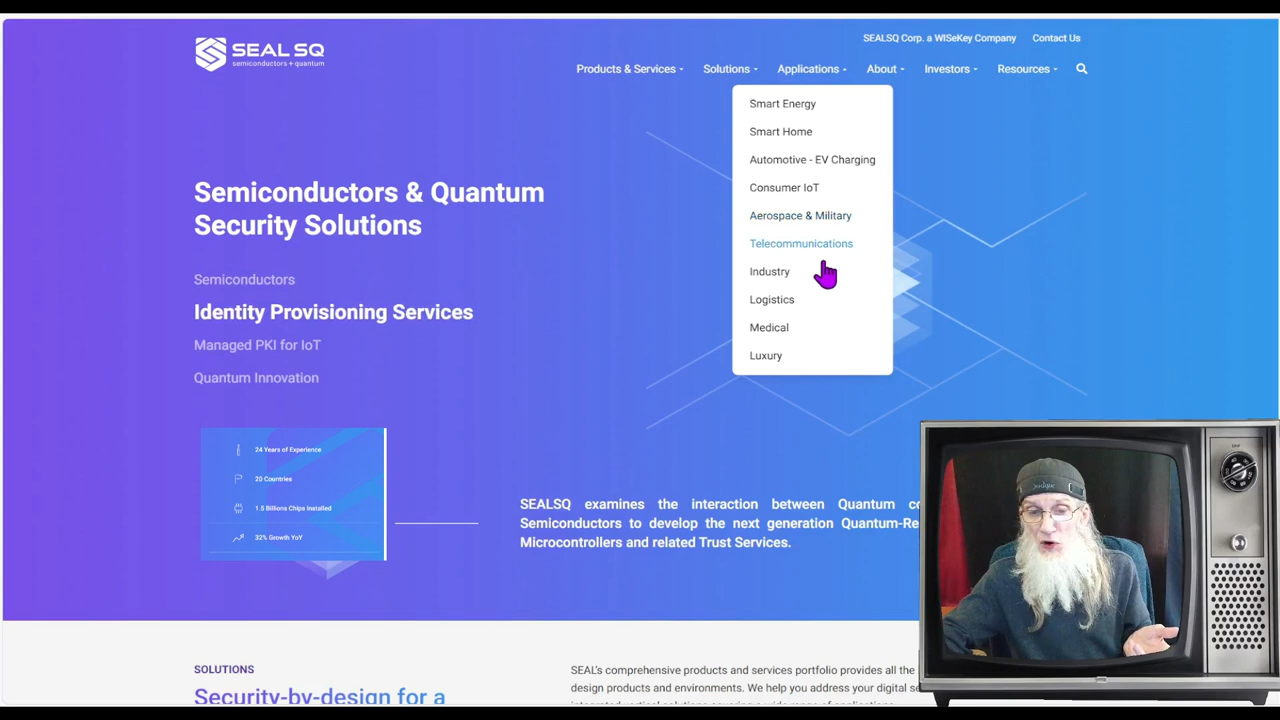 SEAL SQ
semiconductors + quantum
SEALSQ Corp. a WISeKey Company
Contact Us
Products & Services
Solutions
Applications
About
Investors
Resources
Smart Energy
Smart Home
Automotive - EV Charging
Consumer IoT
Aerospace & Military
Telecommunications
Industry
Logistics
Medical
Luxury
Semiconductors & Quantum
Security Solutions
Semiconductors
Identity Provisioning Services
Managed PKI for IoT
Quantum Innovation
24 Years of Experience
20 Countries
1.5 Billions Chips Installed
32% Growth YoY
SEALSQ examines the interaction between Quantum co
Semiconductors to develop the next generation Quantum-Re
Microcontrollers and related Trust Services.
SOLUTIONS
Security-by-design for a
SEAL's comprehensive products and services portfolio provides all the
design products and environments. We help you address your digital se